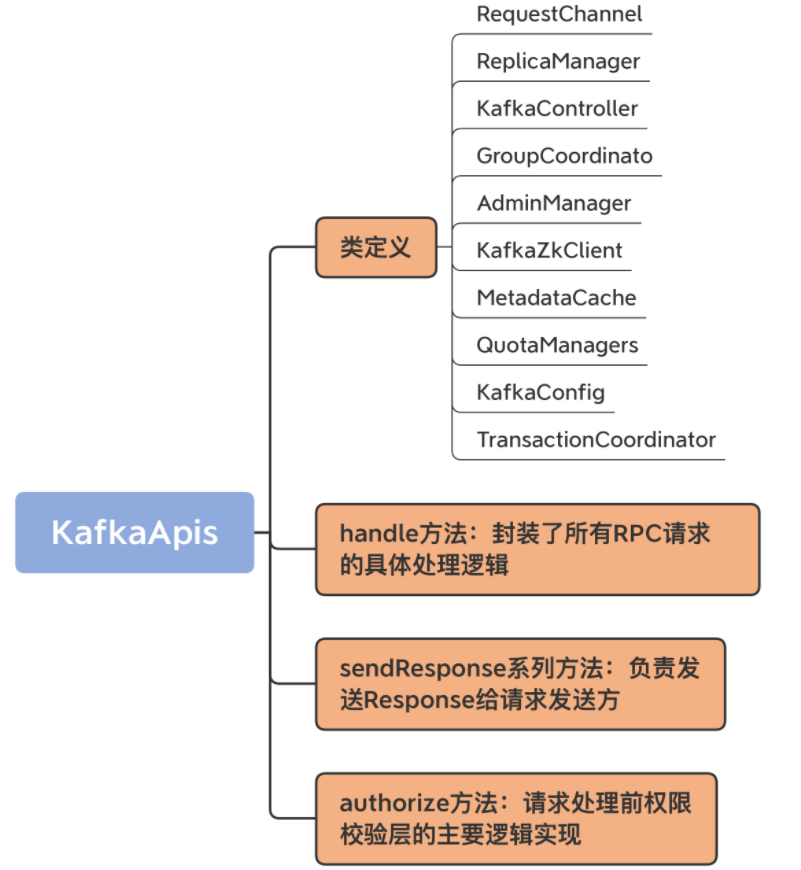 RequestChannel
ReplicaManager
KafkaController
GroupCoordinato
AdminManager
类定义
KafkaZkClient
MetadataCache
QuotaManagers
KafkaConfig
TransactionCoordinator
KafkaApis
handle方法：封装了所有RPC请求
的具体处理逻辑
sendResponse系列方法：负责发
送Response给请求发送方
authorize方法：请求处理前权限
校验层的主要逻辑实现